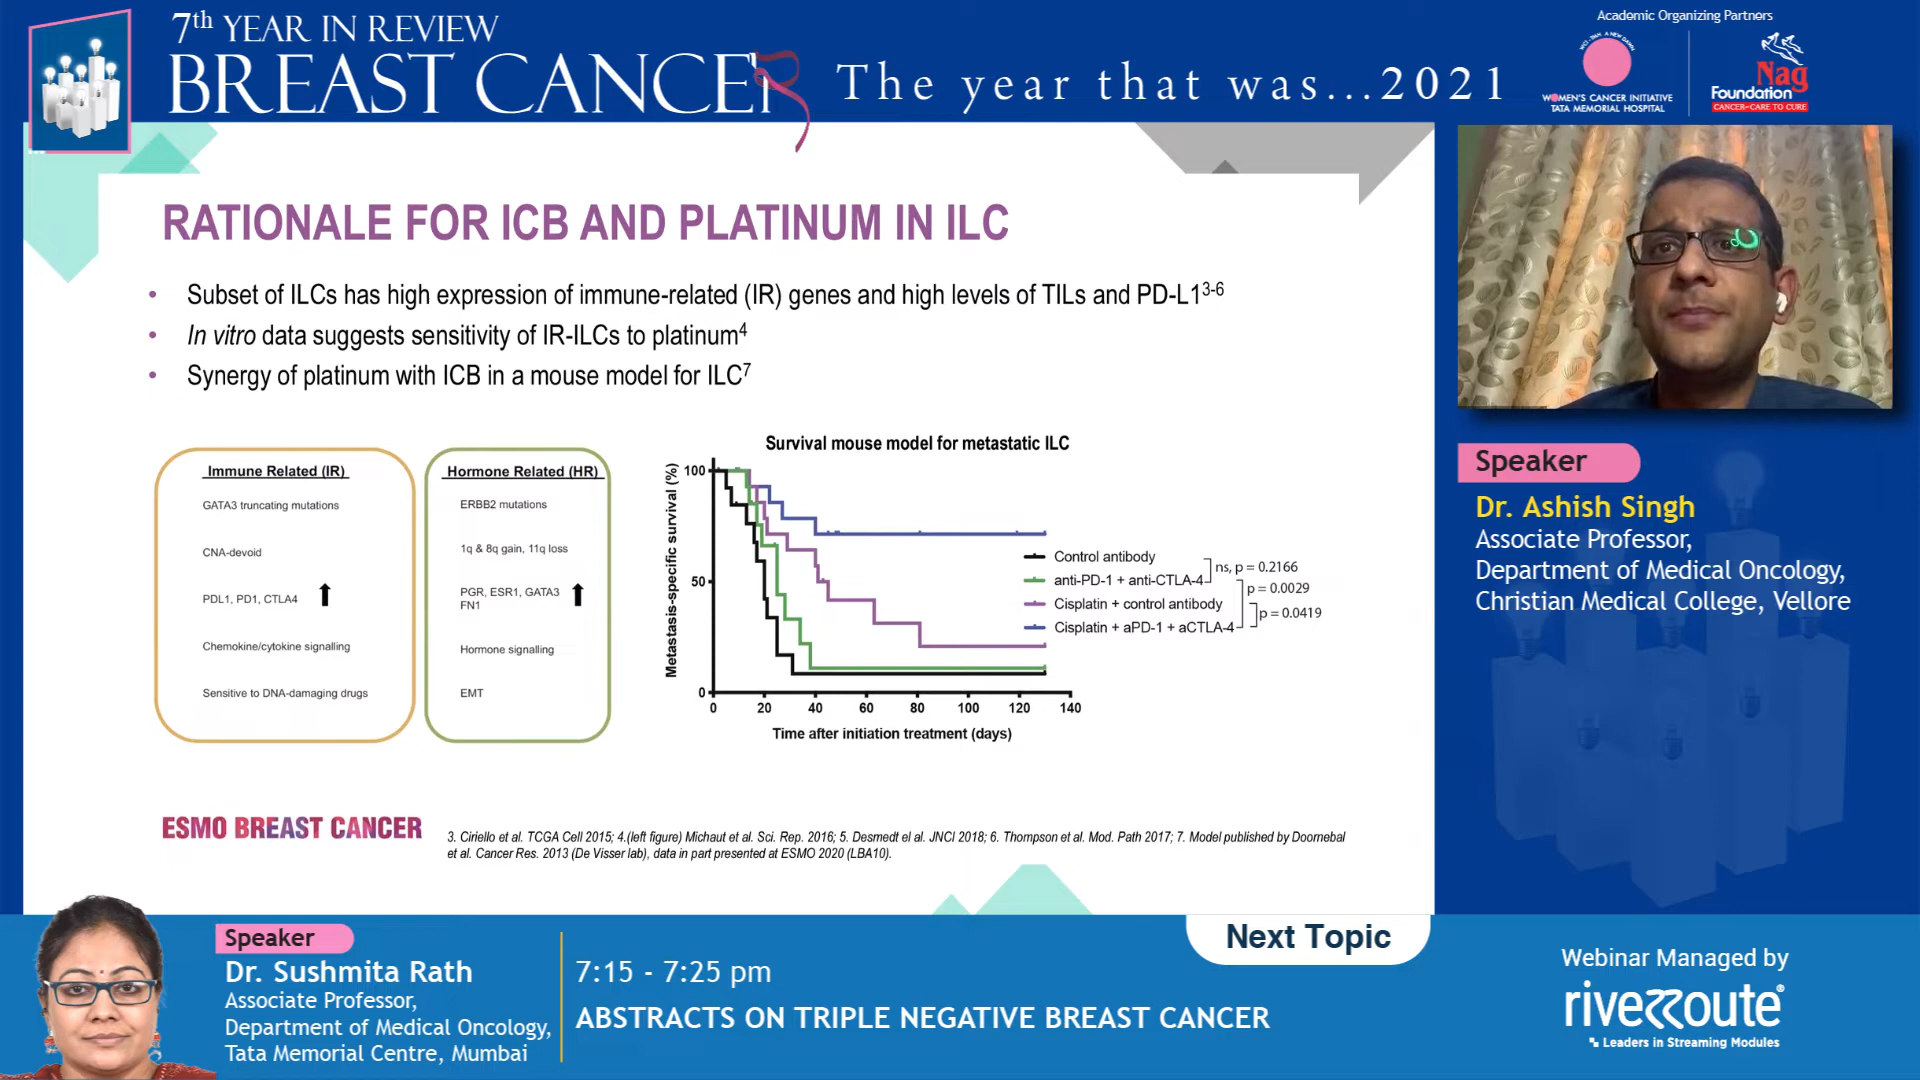 7th YEAR IN REVIEW
BREAST CANCER
The year that was...2021
Academic Organizing Partners
WOMEN'S CANCER INITIATIVE
TATA MEMORIAL HOSPITAL
Nag
Foundation
CANCER-CARE TO CURE
RATIONALE FOR ICB AND PLATINUM IN ILC
• Subset of ILCs has high expression of immune-related (IR) genes and high levels of TILs and PD-L13-6
• In vitro data suggests sensitivity of IR-ILCs to platinum4
• Synergy of platinum with ICB in a mouse model for ILC7
Immune Related (IR)
GATA3 truncating mutations
CNA-devoid
PDL1, PD1, CTLA4
Chemokine/cytokine signalling
Sensitive to DNA-damaging drugs
Hormone Related (HR)
ERBB2 mutations
1q & 8q gain, 11q loss
PGR, ESR1, GATA3
FN1
Hormone signalling
EMT
Survival mouse model for metastatic ILC
Metastasis-specific survival (%)
100
50
0
0 20 40 60 80 100 120 140
Time after initiation treatment (days)
Control antibody
anti-PD-1 + anti-CTLA-4
Cisplatin + control antibody
Cisplatin + aPD-1 + aCTLA-4
ns, p = 0.2166
p = 0.0029
p = 0.0419
ESMO BREAST CANCER
3. Ciriello et al. TCGA Cell 2015; 4.(left figure) Michaut et al. Sci. Rep. 2016; 5. Desmedt el al. JNCI 2018; 6. Thompson et al. Mod. Path 2017; 7. Model published by Doornebal
et al. Cancer Res. 2013 (De Visser lab), data in part presented at ESMO 2020 (LBA10).
Speaker
Dr. Ashish Singh
Associate Professor,
Department of Medical Oncology,
Christian Medical College, Vellore
Speaker
Dr. Sushmita Rath
Associate Professor,
Department of Medical Oncology,
Tata Memorial Centre, Mumbai
Next Topic
7:15 - 7:25 pm
ABSTRACTS ON TRIPLE NEGATIVE BREAST CANCER
Webinar Managed by
riveRRoute
Leaders in Streaming Modules